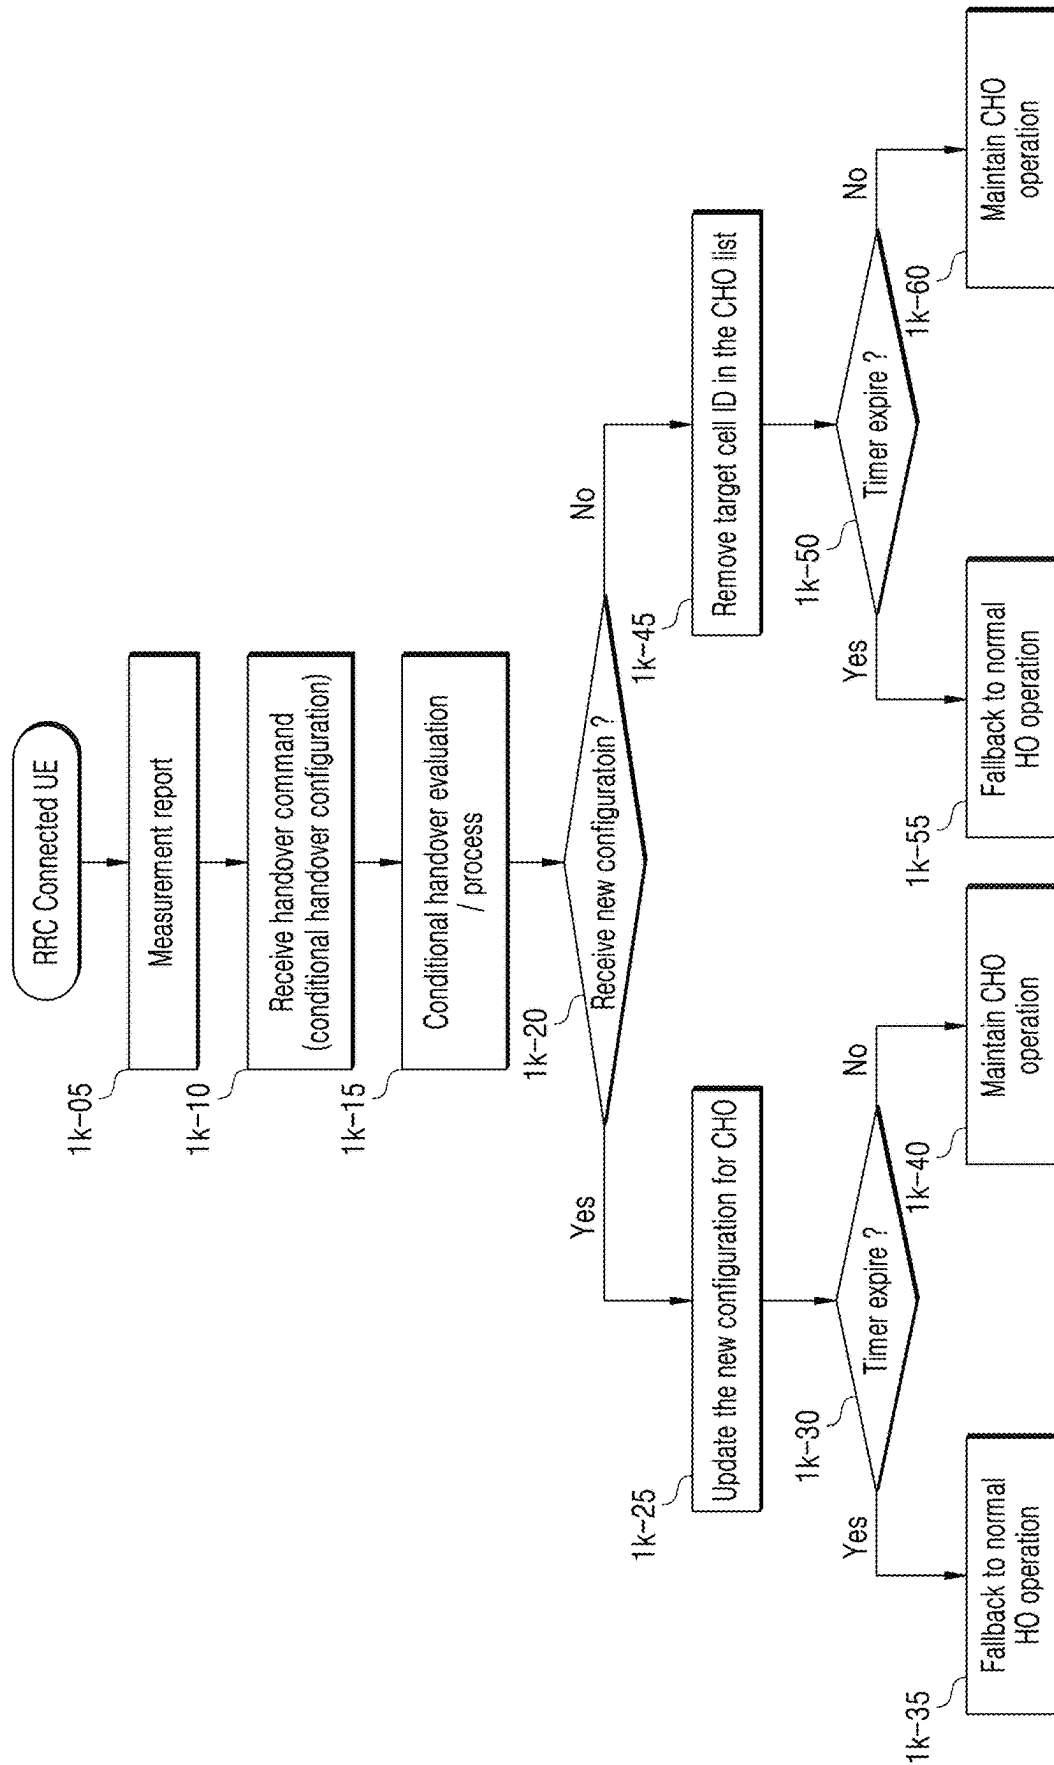 RRC Connected UE
1k-05
Measurement report
1k-10
Receive handover command
(conditional handover configuration)
1k-15
Conditional handover evaluation
/ process
1k-20
Receive new configuratoin ?
Yes
No
1k-25
Update the new configuration for CHO
1k-45
Remove target cell ID in the CHO list
1k-30
Timer expire ?
Yes
No
1k-50
Timer expire ?
Yes
No
1k-35
Fallback to normal
HO operation
1k-40
Maintain CHO
operation
1k-55
Fallback to normal
HO operation
1k-60
Maintain CHO
operation